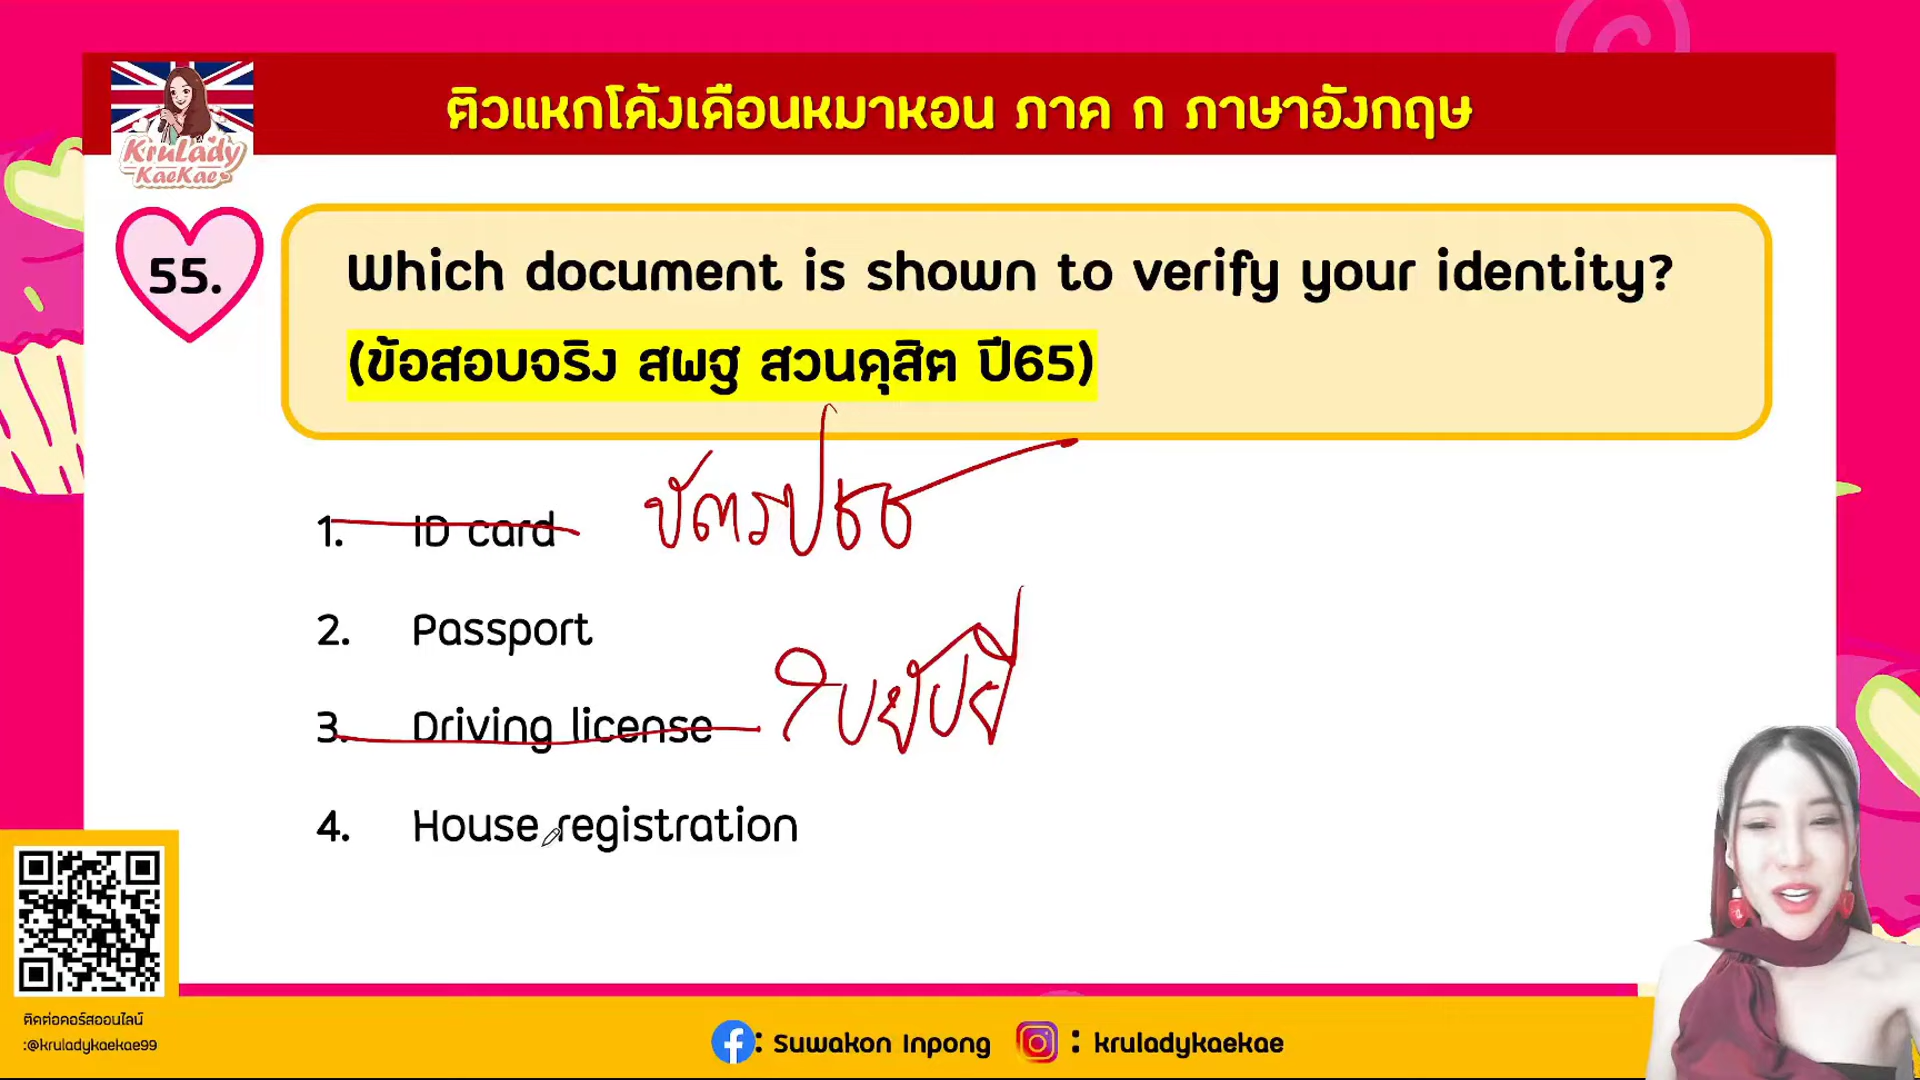 ติวแหกโค้งเดือนหมาหอน ภาค ก ภาษาอังกฤษ
KruLady
KaeKae
55.
Which document is shown to verify your identity?
(ข้อสอบจริง สพฐ สวนดุสิต ปี65)
1. ID card บัตรปชช
2. Passport
3. Driving license ใบขับขี่
4. House registration
ติดต่อคอร์สออนไลน์
:@kruladykaekae99
: Suwakon Inpong : kruladykaekae